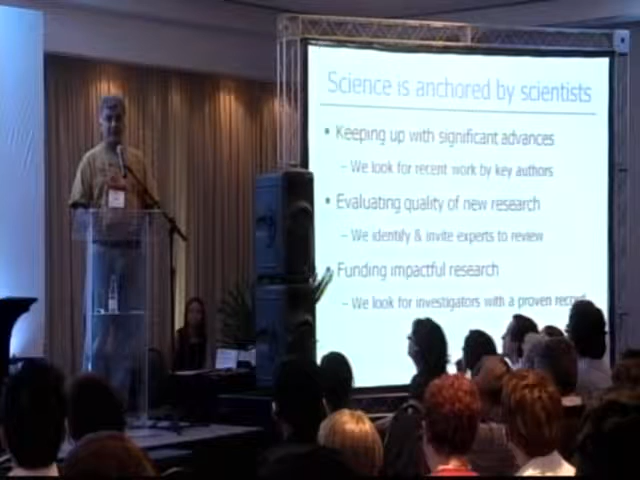 Science is anchored by scientists
▪ Keeping up with significant advances
– We look for recent work by key authors
▪ Evaluating quality of new research
– We identify & invite experts to review
▪ Funding impactful research
– We look for investigators with a proven record